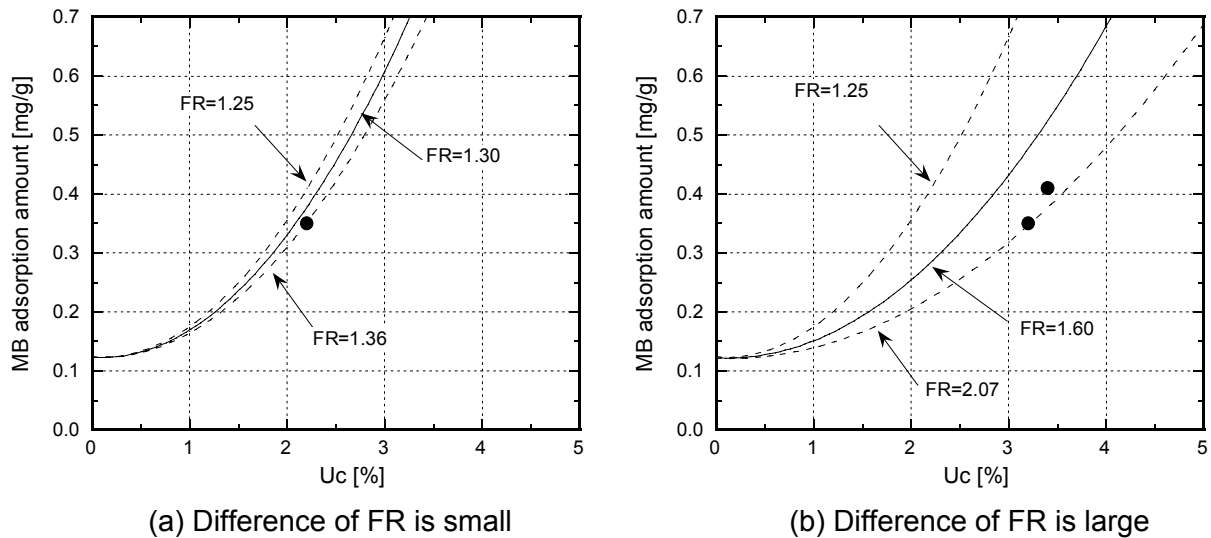 0.7
0.6
0.5
0.4
0.3
0.2
0.1
0.0
MB adsorption amount [mg/g]
FR=1.25
FR=1.30
FR=1.36
0 1 2 3 4 5
Uc [%]
(a) Difference of FR is small
0.7
0.6
0.5
0.4
0.3
0.2
0.1
0.0
MB adsorption amount [mg/g]
FR=1.25
FR=1.60
FR=2.07
0 1 2 3 4 5
Uc [%]
(b) Difference of FR is large